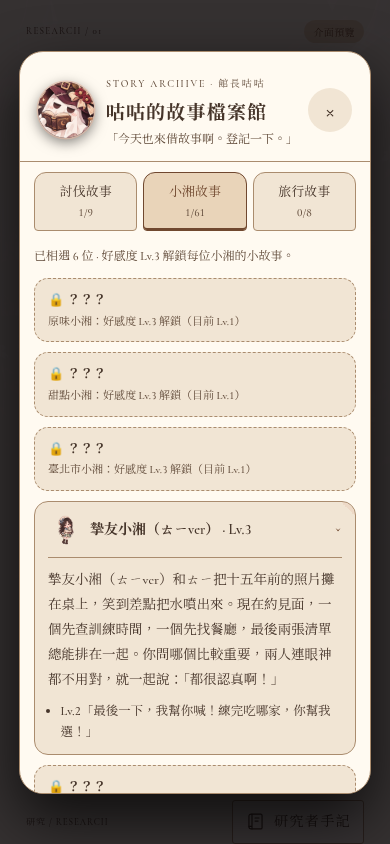 RESEARCH / 01
介面預覽
STORY ARCHIVE · 館長咕咕
咕咕的故事檔案館
「今天也來借故事啊。登記一下。」
×
討伐故事
1/9
小湘故事
1/61
旅行故事
0/8
已相遇 6 位 · 好感度 Lv.3 解鎖每位小湘的小故事。
🔒 ？？？
原味小湘：好感度 Lv.3 解鎖（目前 Lv.1）
🔒 ？？？
甜點小湘：好感度 Lv.3 解鎖（目前 Lv.1）
🔒 ？？？
臺北市小湘：好感度 Lv.3 解鎖（目前 Lv.1）
摯友小湘（ㄊㄧver） · Lv.3
摯友小湘（ㄊㄧver）和ㄊㄧ把十五年前的照片攤
在桌上，笑到差點把水噴出來。現在約見面，一
個先查訓練時間，一個先找餐廳，最後兩張清單
總能排在一起。你問哪個比較重要，兩人連眼神
都不用對，就一起說：「都很認真啊！」
• Lv.2「最後一下，我幫你喊！練完吃哪家，你幫我
選！」
🔒 ？？？
研究 / RESEARCH
研究者手記